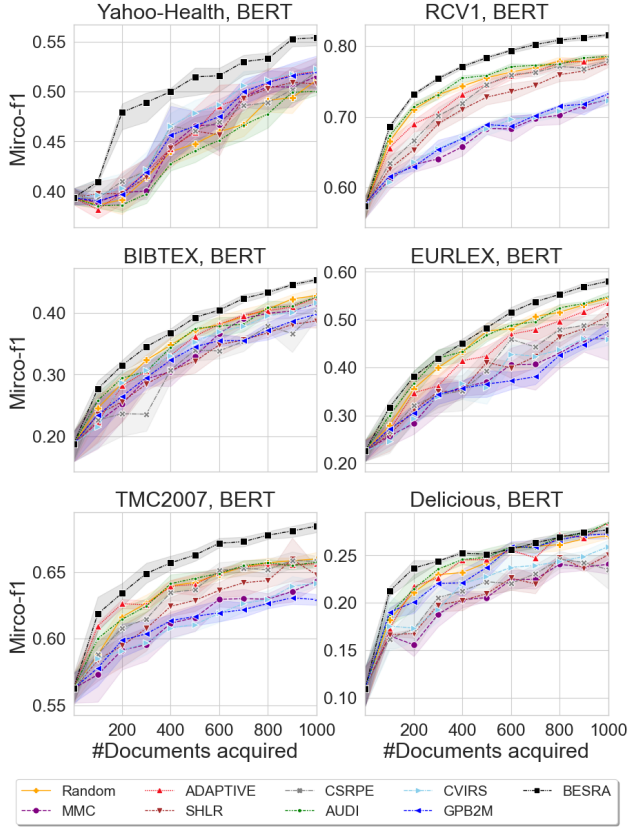 Yahoo-Health, BERT
RCV1, BERT
Mirco-f1
0.55
0.50
0.45
0.40
0.80
0.70
0.60
BIBTEX, BERT
EURLEX, BERT
Mirco-f1
0.40
0.30
0.20
0.60
0.50
0.40
0.30
0.20
TMC2007, BERT
Delicious, BERT
Mirco-f1
0.65
0.60
0.55
0.25
0.20
0.15
0.10
200 400 600 800 1000
200 400 600 800 1000
#Documents acquired
#Documents acquired
Random ADAPTIVE CSRPE CVIRS BESRA
MMC SHLR AUDI GPB2M